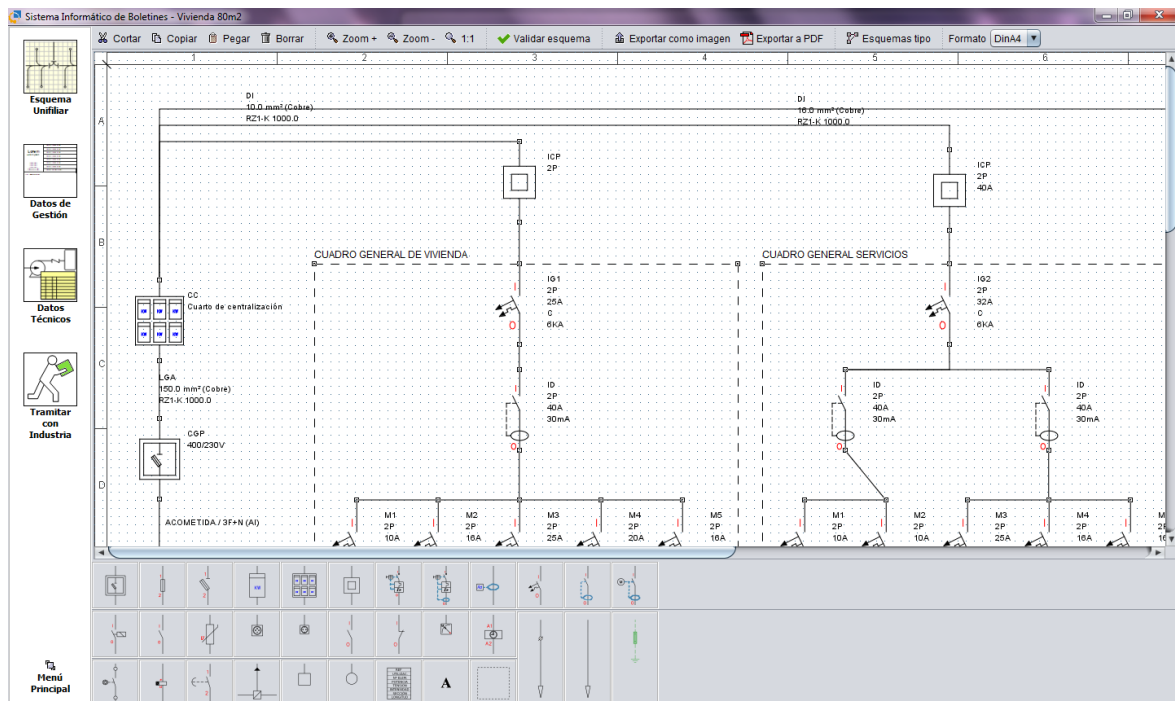 Sistema Informático de Boletines - Vivienda 80m2
Cortar Copiar Pegar Borrar Zoom + Zoom - 1:1 Validar esquema Exportar como imagen Exportar a PDF Esquemas tipo Formato DinA4
Esquema
Unifiliar
Datos de
Gestión
Datos
Técnicos
Tramitar
con
Industria
Menú
Principal
1 2 3 4 5 6
A
B
C
D
DI
10.0 mm² (Cobre)
RZ1-K 1000.0
DI
16.0 mm² (Cobre)
RZ1-K 1000.0
ICP
2P
ICP
2P
40A
CUADRO GENERAL DE VIVIENDA
CUADRO GENERAL SERVICIOS
CC
Cuarto de centralización
LGA
150.0 mm² (Cobre)
RZ1-K 1000.0
CGP
400/230V
ACOMETIDA / 3F+N (Al)
I
IG1
2P
25A
C
6KA
O
I
IG2
2P
32A
C
6KA
O
I
ID
2P
40A
30mA
O
I
ID
2P
40A
30mA
O
I
ID
2P
40A
30mA
O
I
M1
2P
10A
I
M2
2P
16A
I
M3
2P
25A
I
M4
2P
20A
I
M5
2P
16A
I
M1
2P
10A
I
M2
2P
16A
I
M3
2P
25A
I
M4
2P
16A
I
A